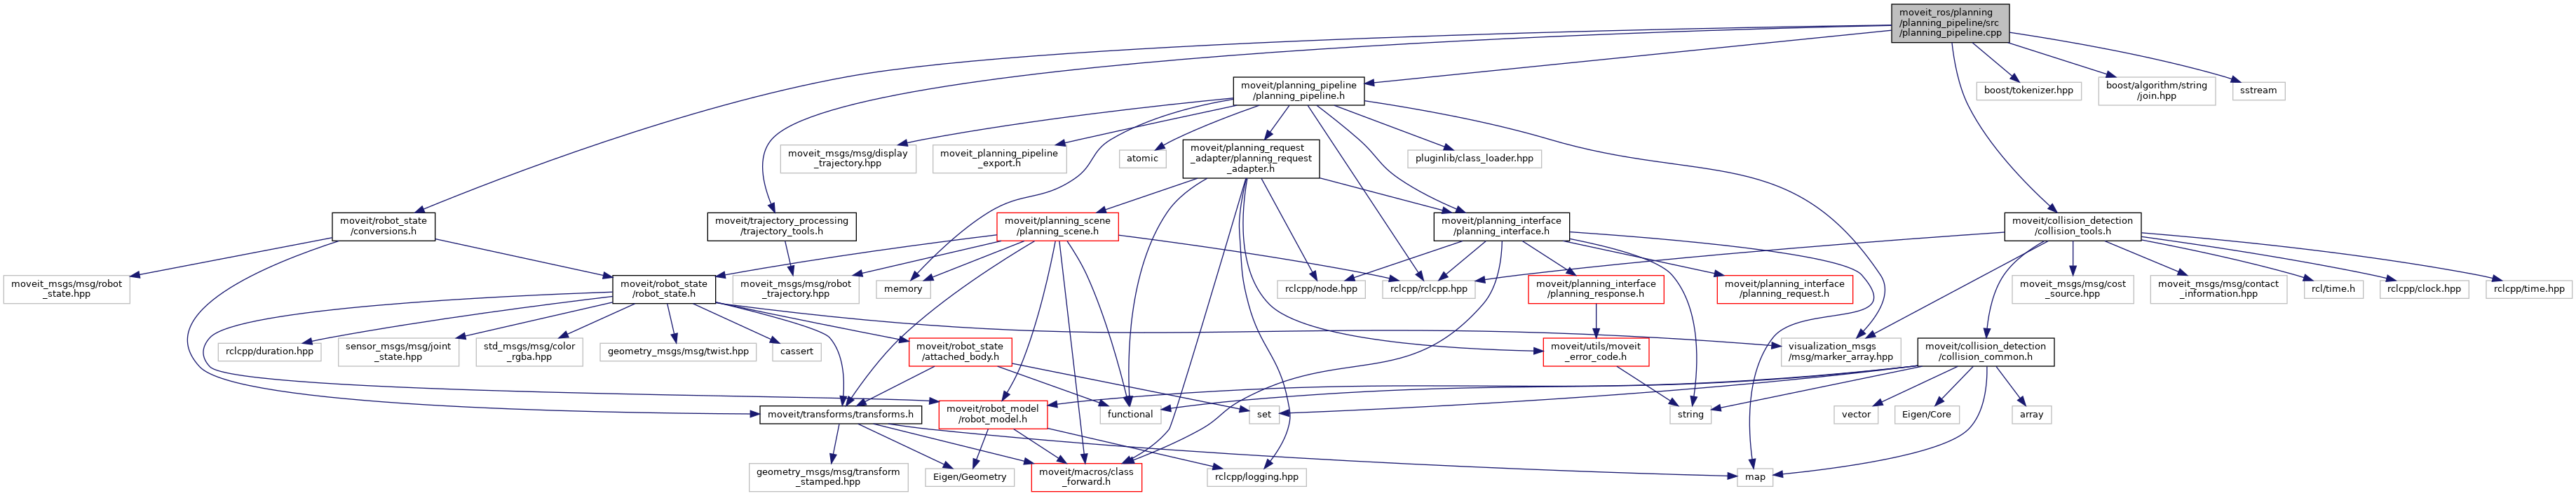 moveit_ros/planning
/planning_pipeline/src
/planning_pipeline.cpp
moveit/planning_pipeline
/planning_pipeline.h
boost/tokenizer.hpp
boost/algorithm/string
/join.hpp
sstream
moveit_msgs/msg/display
_trajectory.hpp
moveit_planning_pipeline
_export.h
atomic
moveit/planning_request
_adapter/planning_request
_adapter.h
pluginlib/class_loader.hpp
moveit/robot_state
/conversions.h
moveit/trajectory_processing
/trajectory_tools.h
moveit/planning_scene
/planning_scene.h
moveit/planning_interface
/planning_interface.h
moveit/collision_detection
/collision_tools.h
moveit_msgs/msg/robot
_state.hpp
moveit/robot_state
/robot_state.h
moveit_msgs/msg/robot
_trajectory.hpp
memory
rclcpp/node.hpp
rclcpp/rclcpp.hpp
moveit/planning_interface
/planning_response.h
moveit/planning_interface
/planning_request.h
moveit_msgs/msg/cost
_source.hpp
moveit_msgs/msg/contact
_information.hpp
rcl/time.h
rclcpp/clock.hpp
rclcpp/time.hpp
rclcpp/duration.hpp
sensor_msgs/msg/joint
_state.hpp
std_msgs/msg/color
_rgba.hpp
geometry_msgs/msg/twist.hpp
cassert
moveit/robot_state
/attached_body.h
moveit/utils/moveit
_error_code.h
visualization_msgs
/msg/marker_array.hpp
moveit/collision_detection
/collision_common.h
moveit/transforms/transforms.h
moveit/robot_model
/robot_model.h
functional
set
string
vector
Eigen/Core
array
geometry_msgs/msg/transform
_stamped.hpp
Eigen/Geometry
moveit/macros/class
_forward.h
rclcpp/logging.hpp
map